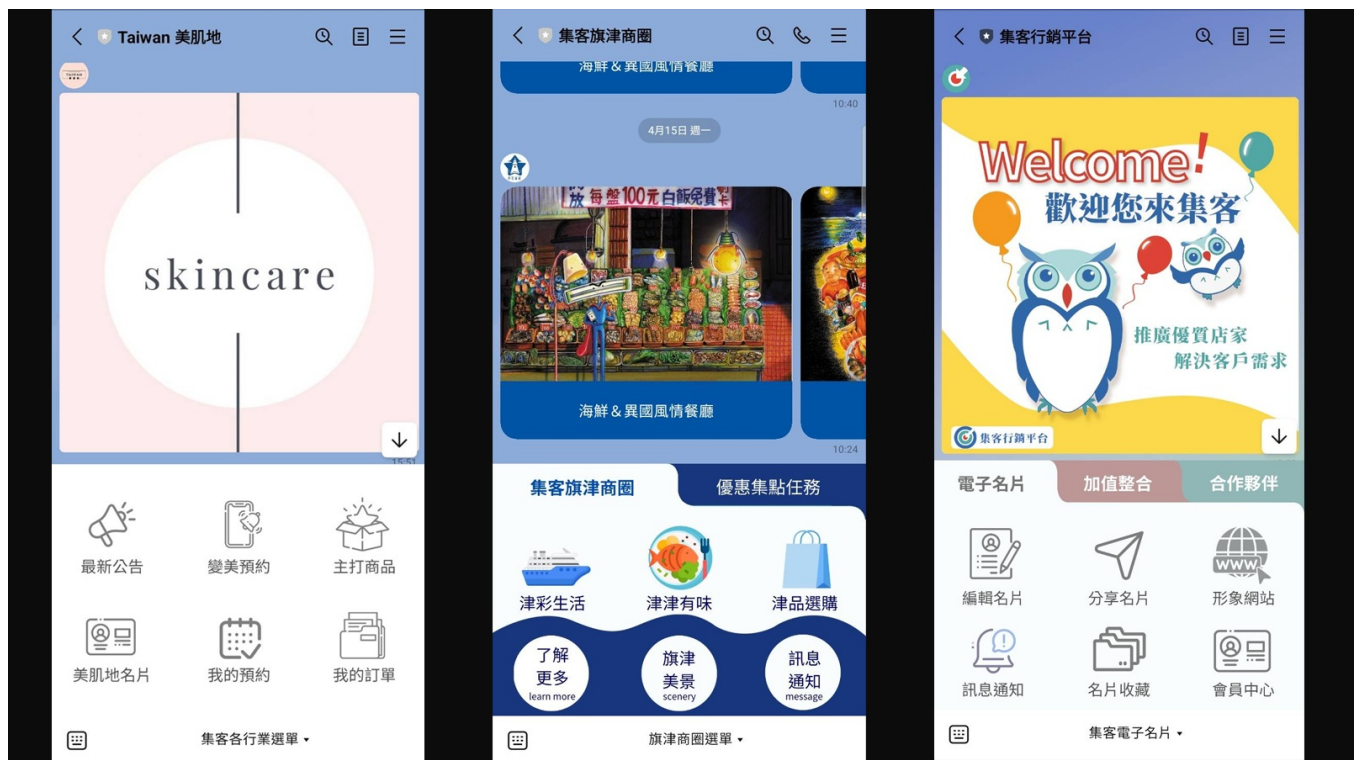 Taiwan 美肌地
skincare
15:51
最新公告
變美預約
主打商品
美肌地名片
我的預約
我的訂單
集客各行業選單
集客旗津商圈
海鮮&異國風情餐廳
10:40
4月15日 週一
放 每盤100元白飯免費
海鮮&異國風情餐廳
10:24
集客旗津商圈
優惠集點任務
津彩生活
津津有味
津品選購
了解
更多
learn more
旗津
美景
scenery
訊息
通知
message
旗津商圈選單
集客行銷平台
Welcome!
歡迎您來集客
推廣優質店家
解決客戶需求
集客行銷平台
電子名片
加值整合
合作夥伴
WWW
編輯名片
分享名片
形象網站
訊息通知
名片收藏
會員中心
集客電子名片